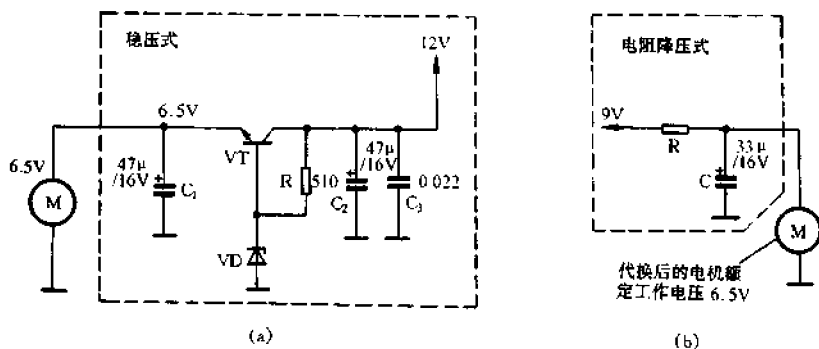 稳压式
12V
6.5V
6.5V
47μ
/16V
C₁
M
VT
R
510
47μ
/16V
C₂
0.022
C₃
VD
(a)
电阻降压式
9V
R
33μ
/16V
C
M
代换后的电机额
定工作电压 6.5V
(b)